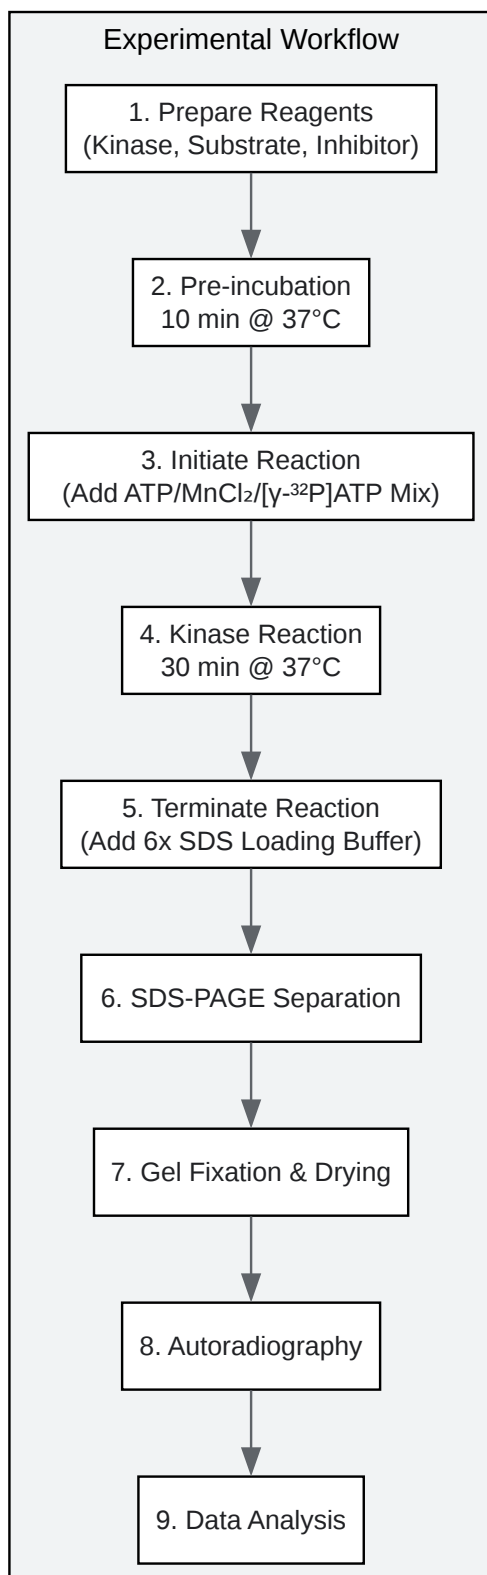 Experimental Workflow
1. Prepare Reagents
(Kinase, Substrate, Inhibitor)
2. Pre-incubation
10 min @ 37°C
3. Initiate Reaction
(Add ATP/MnCl₂/[γ-³²P]ATP Mix)
4. Kinase Reaction
30 min @ 37°C
5. Terminate Reaction
(Add 6x SDS Loading Buffer)
6. SDS-PAGE Separation
7. Gel Fixation & Drying
8. Autoradiography
9. Data Analysis